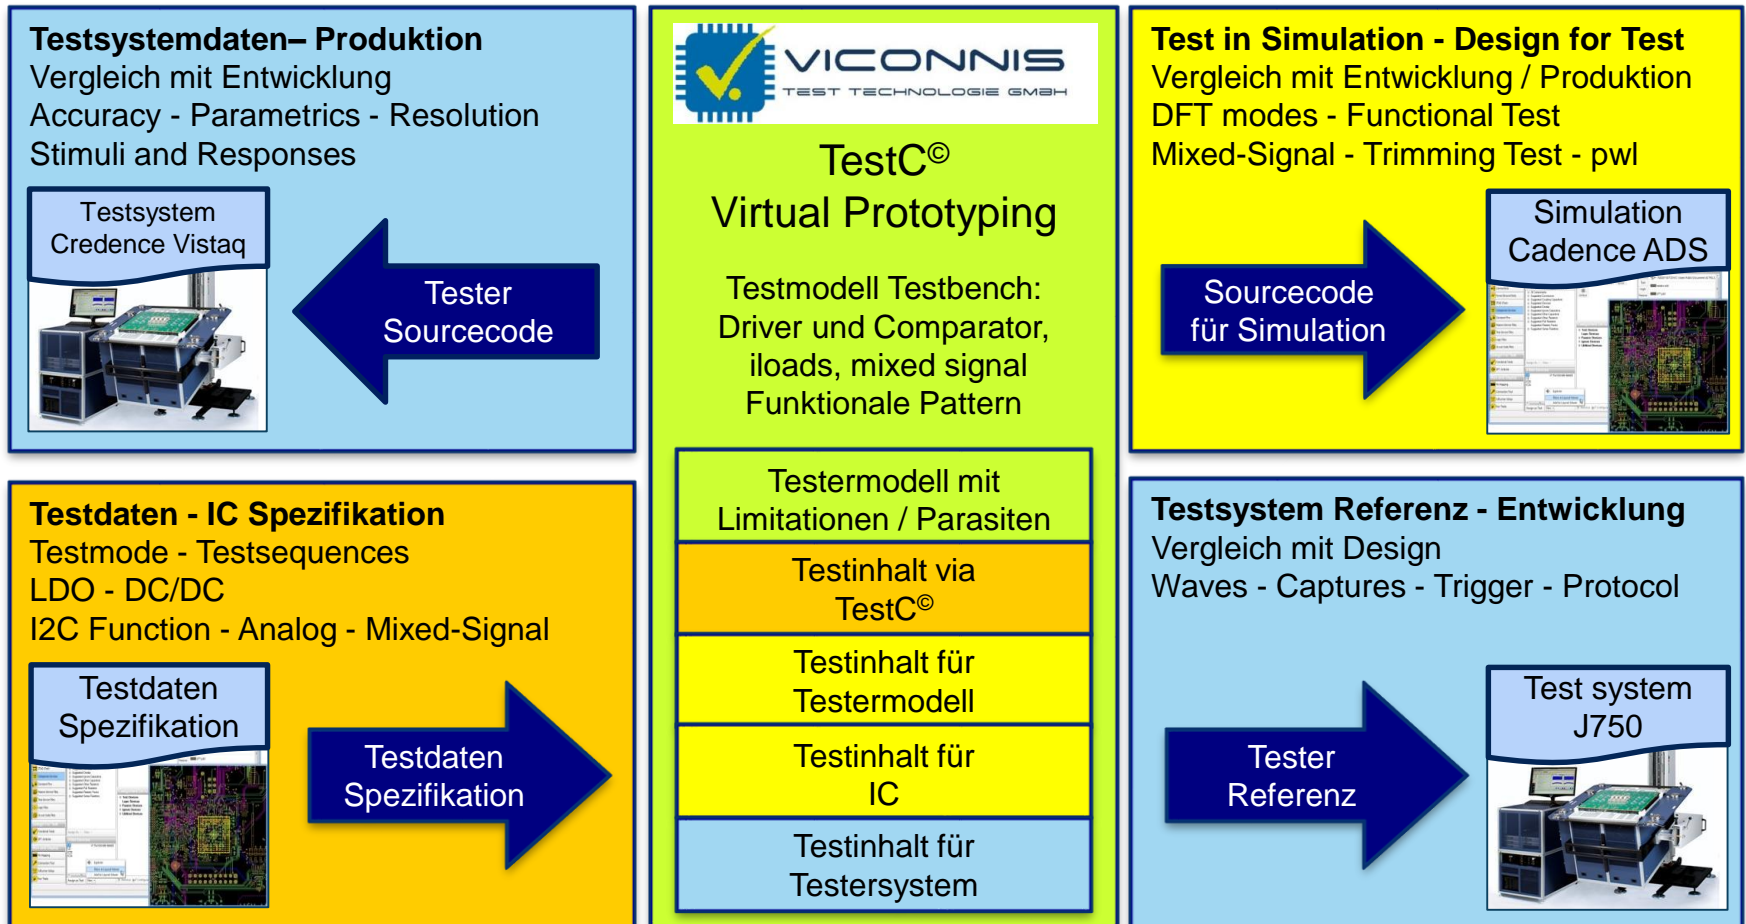 Testsystemdaten– Produktion
Vergleich mit Entwicklung
Accuracy - Parametrics - Resolution
Stimuli and Responses
Testsystem
Credence Vistaq
Tester
Sourcecode
Testdaten - IC Spezifikation
Testmode - Testsequences
LDO - DC/DC
I2C Function - Analog - Mixed-Signal
Testdaten
Spezifikation
Testdaten
Spezifikation
VICONNIS
TEST TECHNOLOGIE GMBH
TestC©
Virtual Prototyping
Testmodell Testbench:
Driver und Comparator,
iloads, mixed signal
Funktionale Pattern
Testermodell mit
Limitationen / Parasiten
Testinhalt via
TestC©
Testinhalt für
Testermodell
Testinhalt für
IC
Testinhalt für
Testersystem
Test in Simulation - Design for Test
Vergleich mit Entwicklung / Produktion
DFT modes - Functional Test
Mixed-Signal - Trimming Test - pwl
Sourcecode
für Simulation
Simulation
Cadence ADS
Testsystem Referenz - Entwicklung
Vergleich mit Design
Waves - Captures - Trigger - Protocol
Tester
Referenz
Test system
J750